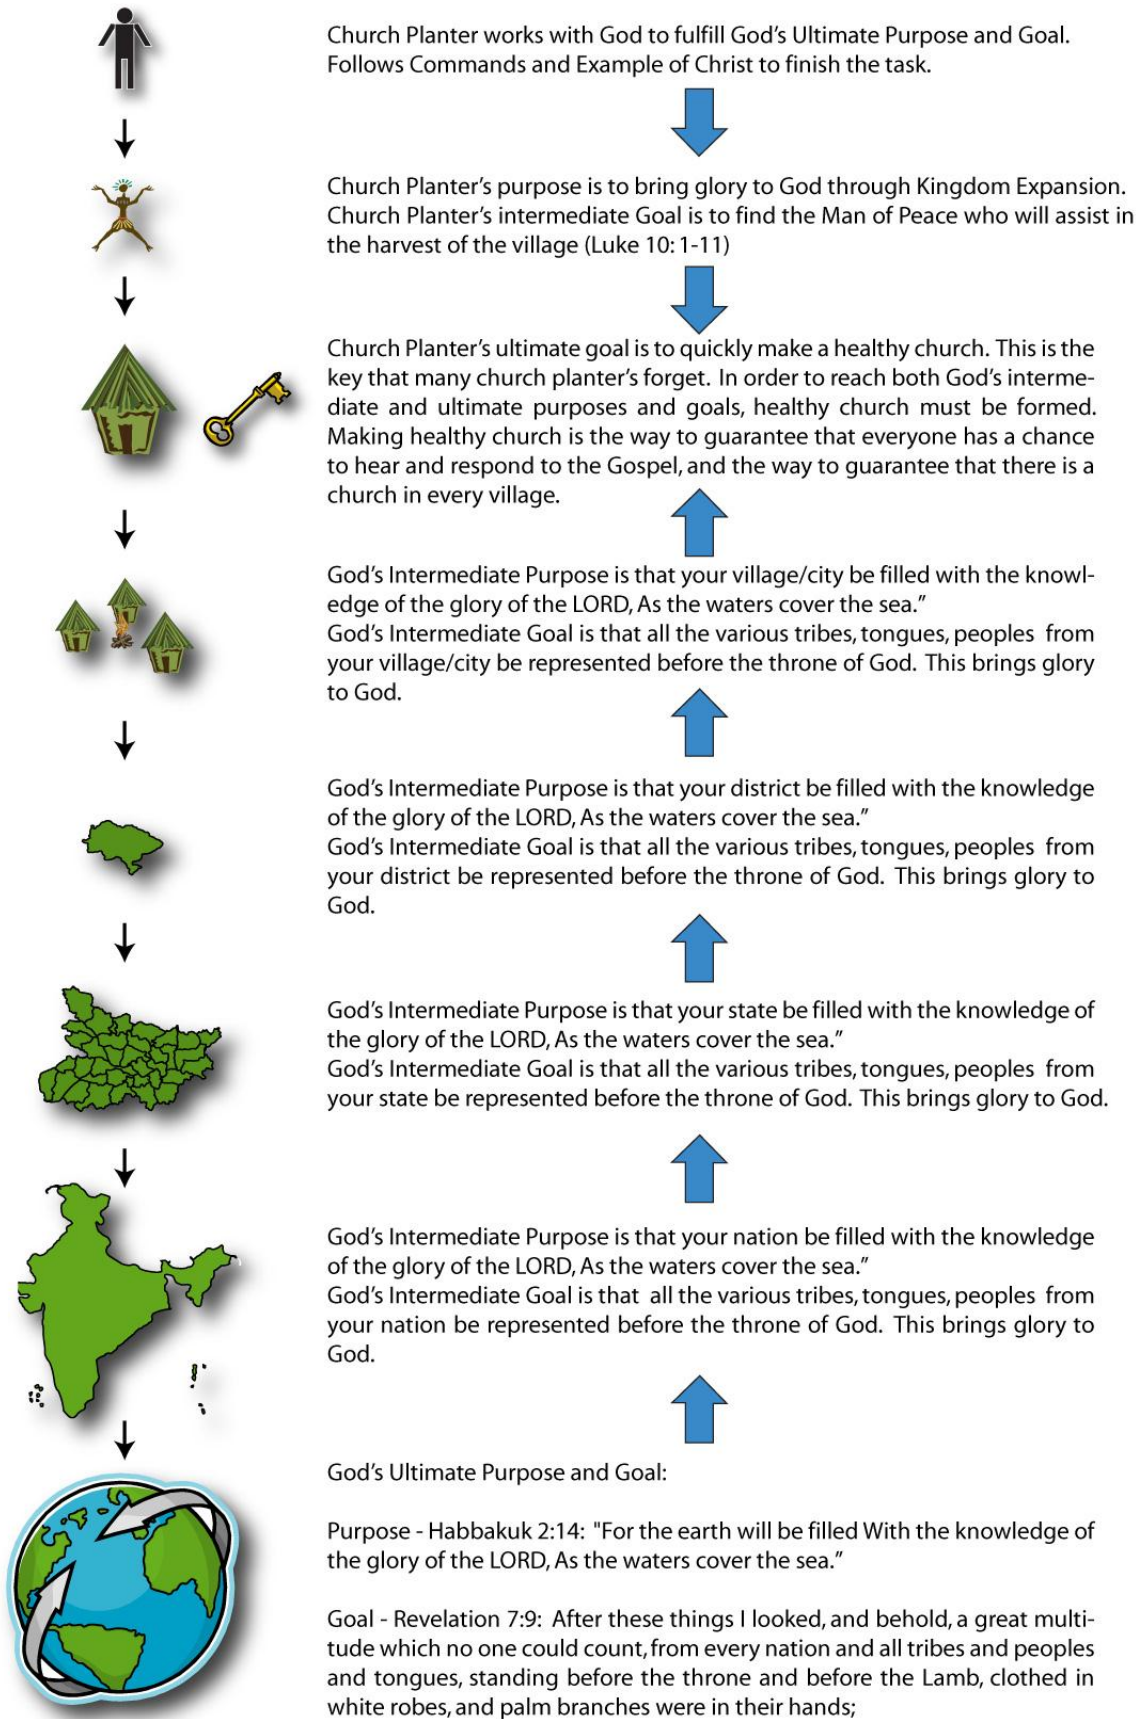 Church Planter works with God to fulfill God’s Ultimate Purpose and Goal.
Follows Commands and Example of Christ to finish the task.
Church Planter’s purpose is to bring glory to God through Kingdom Expansion.
Church Planter’s intermediate Goal is to find the Man of Peace who will assist in
the harvest of the village (Luke 10: 1-11)
Church Planter’s ultimate goal is to quickly make a healthy church. This is the
key that many church planter’s forget. In order to reach both God’s interme-
diate and ultimate purposes and goals, healthy church must be formed.
Making healthy church is the way to guarantee that everyone has a chance
to hear and respond to the Gospel, and the way to guarantee that there is a
church in every village.
God’s Intermediate Purpose is that your village/city be filled with the knowl-
edge of the glory of the LORD, As the waters cover the sea.”
God’s Intermediate Goal is that all the various tribes, tongues, peoples from
your village/city be represented before the throne of God. This brings glory
to God.
God’s Intermediate Purpose is that your district be filled with the knowledge
of the glory of the LORD, As the waters cover the sea.”
God’s Intermediate Goal is that all the various tribes, tongues, peoples from
your district be represented before the throne of God. This brings glory to
God.
God’s Intermediate Purpose is that your state be filled with the knowledge of
the glory of the LORD, As the waters cover the sea.”
God’s Intermediate Goal is that all the various tribes, tongues, peoples from
your state be represented before the throne of God. This brings glory to God.
God’s Intermediate Purpose is that your nation be filled with the knowledge
of the glory of the LORD, As the waters cover the sea.”
God’s Intermediate Goal is that all the various tribes, tongues, peoples from
your nation be represented before the throne of God. This brings glory to
God.
God’s Ultimate Purpose and Goal:
Purpose - Habbakuk 2:14: "For the earth will be filled With the knowledge of
the glory of the LORD, As the waters cover the sea.”
Goal - Revelation 7:9: After these things I looked, and behold, a great multi-
tude which no one could count, from every nation and all tribes and peoples
and tongues, standing before the throne and before the Lamb, clothed in
white robes, and palm branches were in their hands;